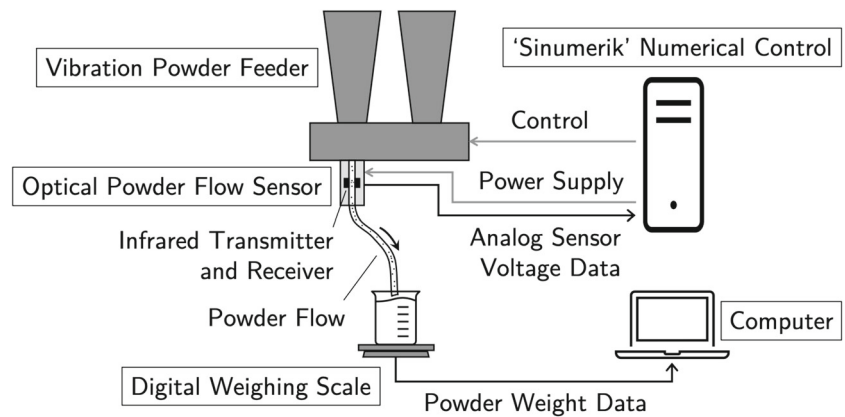 ‘Sinumerik’ Numerical Control
Vibration Powder Feeder
Control
Optical Powder Flow Sensor
Power Supply
Infrared Transmitter
and Receiver
Analog Sensor
Voltage Data
Powder Flow
Computer
Digital Weighing Scale
Powder Weight Data